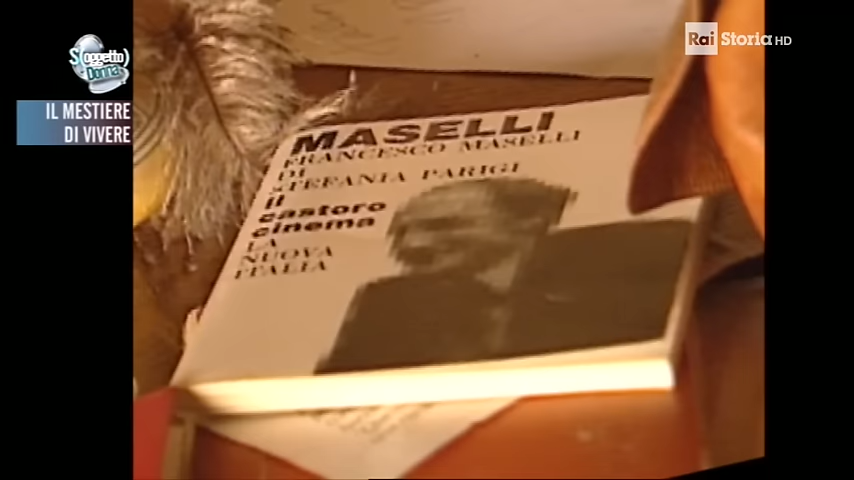 S(oggetto)
Donna
Rai Storia HD
IL MESTIERE
DI VIVERE
MASELLI
FRANCESCO MASELLI
DI
STEFANIA PARIGI
il
castoro
cinema
LA
NUOVA
ITALIA